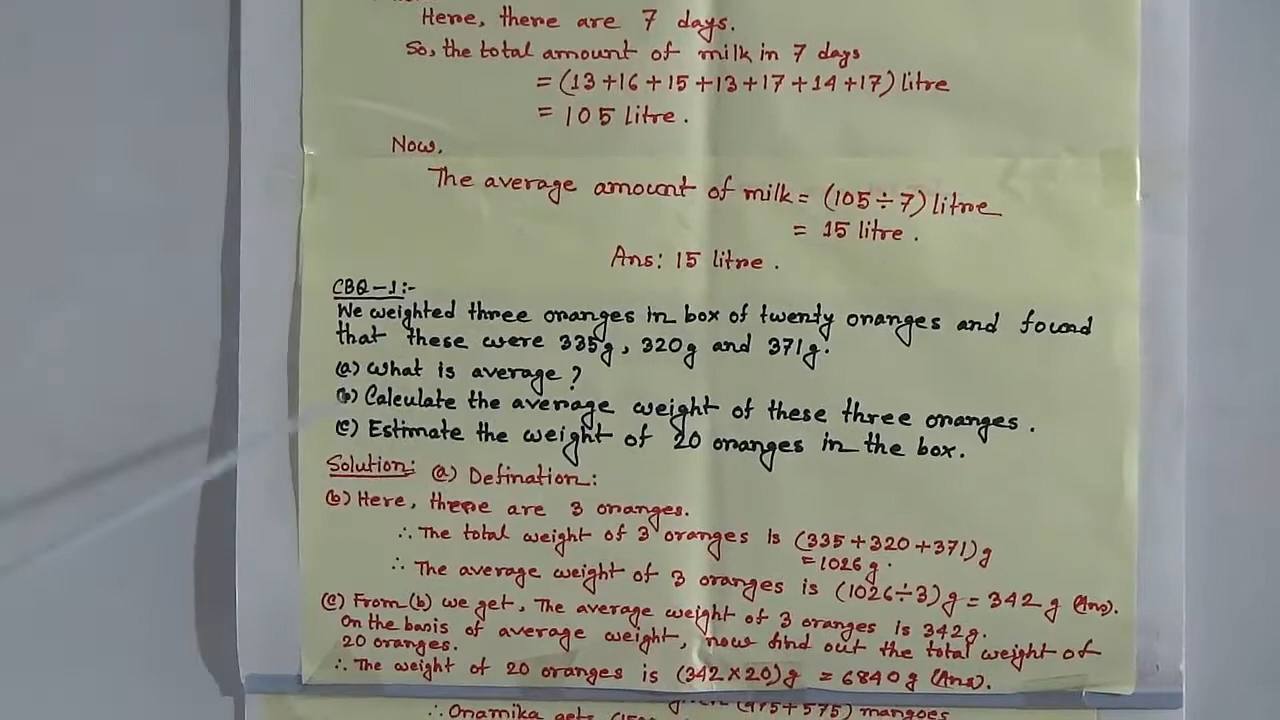 Here, there are 7 days.
So, the total amount of milk in 7 days
= (13+16+15+13+17+14+17) litre
= 105 litre.
Now,
The average amount of milk = (105÷7) litre
= 15 litre.
Ans: 15 litre.
CBQ-1:-
We weighted three oranges in box of twenty oranges and found
that these were 335g, 320g and 371g.
(a) What is average?
(b) Calculate the average weight of these three oranges.
(c) Estimate the weight of 20 oranges in the box.
Solution: (a) Defination:
(b) Here, there are 3 oranges.
∴ The total weight of 3 oranges is (335+320+371)g
= 1026 g.
∴ The average weight of 3 oranges is (1026÷3)g = 342 g (Ans).
(c) From (b) we get, The average weight of 3 oranges is 342g.
On the basis of average weight, now find out the total weight of
20 oranges.
∴ The weight of 20 oranges is (342×20)g = 6840 g (Ans).
(475+575) mangoes
∴ Onamika gets